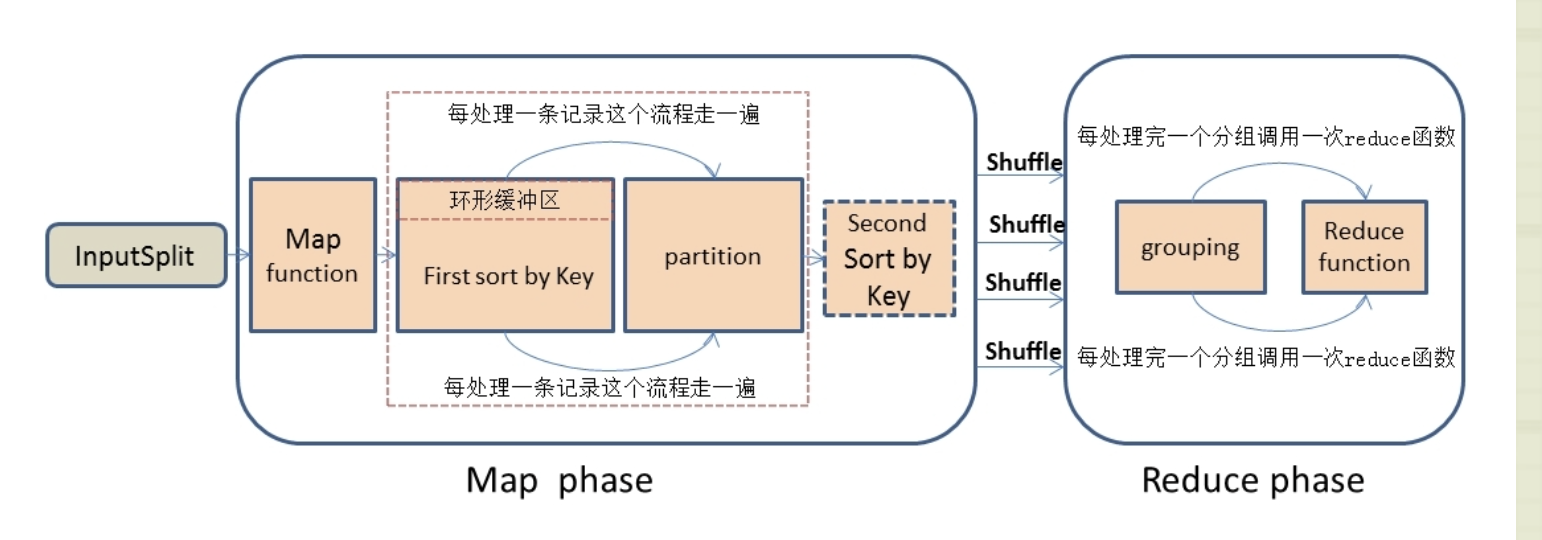 每处理一条记录这个流程走一遍
InputSplit
Map
function
环形缓冲区
First sort by Key
partition
每处理一条记录这个流程走一遍
Second
Sort by
Key
Shuffle
Shuffle
Shuffle
Shuffle
每处理完一个分组调用一次reduce函数
grouping
Reduce
function
每处理完一个分组调用一次reduce函数
Map phase
Reduce phase